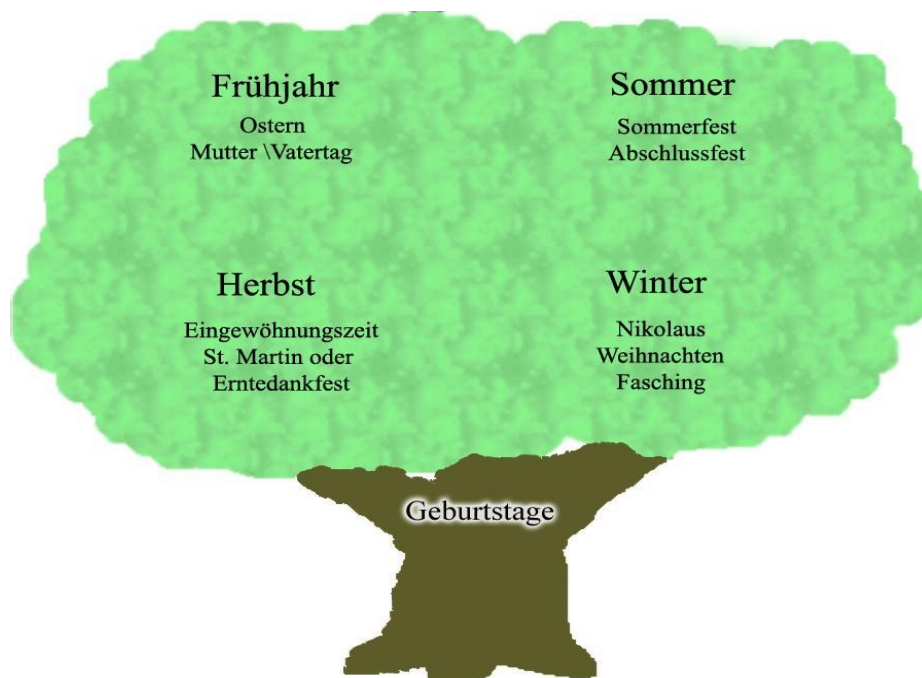 Frühjahr
Ostern
Mutter \Vatertag
Sommer
Sommerfest
Abschlussfest
Herbst
Eingewöhnungszeit
St. Martin oder
Erntedankfest
Winter
Nikolaus
Weihnachten
Fasching
Geburtstage